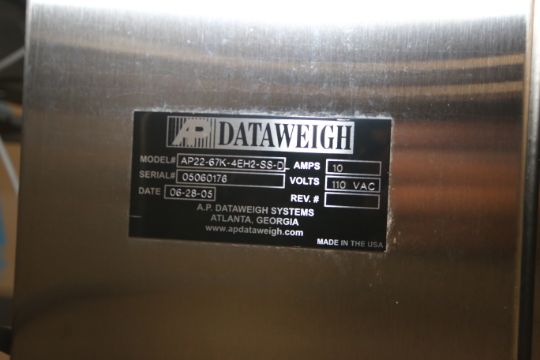 AP DATAWEIGH
MODEL# AP22-67K-4EH2-SS-D AMPS 10
SERIAL# 05060176 VOLTS 110 VAC
DATE 06-28-05 REV. #
A.P. DATAWEIGH SYSTEMS
ATLANTA, GEORGIA
www.apdataweigh.com
MADE IN THE USA